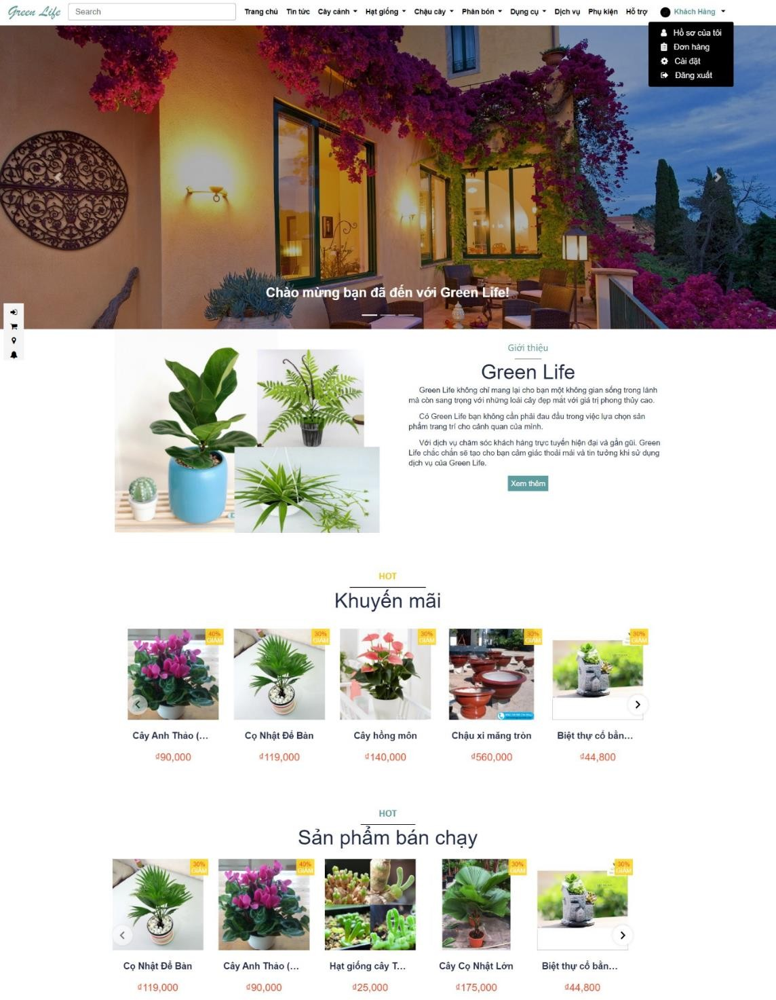 Green Life
Search
Trang chủ Tin tức Cây cảnh Hạt giống Chậu cây Phân bón Dụng cụ Dịch vụ Phụ kiện Hỗ trợ Khách Hàng
Hồ sơ của tôi
Đơn hàng
Cài đặt
Đăng xuất
Chào mừng bạn đã đến với Green Life!
Giới thiệu
Green Life
Green Life không chỉ mang lại cho bạn một không gian sống trong lành
mà còn sang trọng với những loài cây đẹp mắt với giá trị phong thủy cao.
Có Green Life bạn không cần phải đau đầu trong việc lựa chọn sản
phẩm trang trí cho cảnh quan của mình.
Với dịch vụ chăm sóc khách hàng trực tuyến hiện đại và gần gũi. Green
Life chắc chắn sẽ tạo cho bạn cảm giác thoải mái và tin tưởng khi sử dụng
dịch vụ của Green Life.
Xem thêm
HOT
Khuyến mãi
40% 30% 30% 30% 30%
GIẢM GIẢM GIẢM GIẢM GIẢM
Cây Anh Thảo (... Cọ Nhật Để Bàn Cây hồng môn Chậu xi măng tròn Biệt thự cổ bằn...
₫90,000 ₫119,000 ₫140,000 ₫560,000 ₫44,800
HOT
Sản phẩm bán chạy
30% 40% 30% 30%
GIẢM GIẢM GIẢM GIẢM
Cọ Nhật Để Bàn Cây Anh Thảo (... Hạt giống cây T... Cây Cọ Nhật Lớn Biệt thự cổ bằn...
₫119,000 ₫90,000 ₫25,000 ₫175,000 ₫44,800